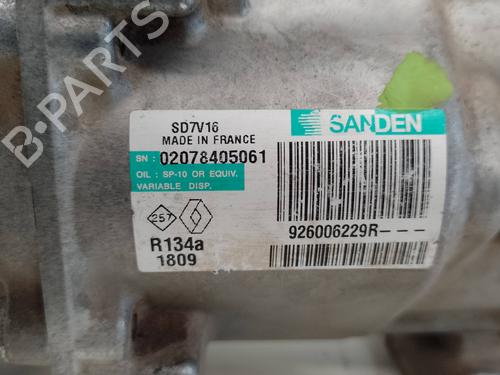 B-PARTS
SD7V16
MADE IN FRANCE
SANDEN
SN : 02078405061
OIL : SP-10 OR EQUIV.
VARIABLE DISP.
257
926006229R---
R134a
1809